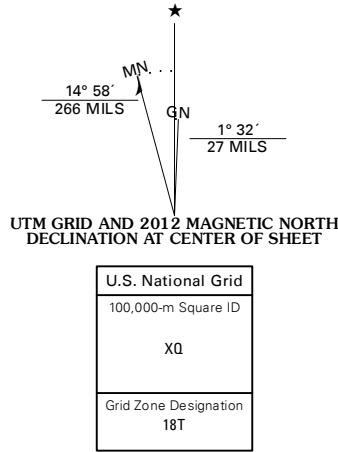 ★
MN
14° 58´
266 MILS
GN
1° 32´
27 MILS
UTM GRID AND 2012 MAGNETIC NORTH
DECLINATION AT CENTER OF SHEET
U.S. National Grid
100,000-m Square ID
XQ
Grid Zone Designation
18T